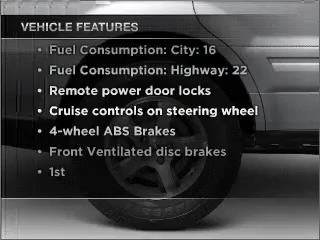 VEHICLE FEATURES
• Fuel Consumption: City: 16
• Fuel Consumption: Highway: 22
• Remote power door locks
• Cruise controls on steering wheel
• 4-wheel ABS Brakes
• Front Ventilated disc brakes
• 1st